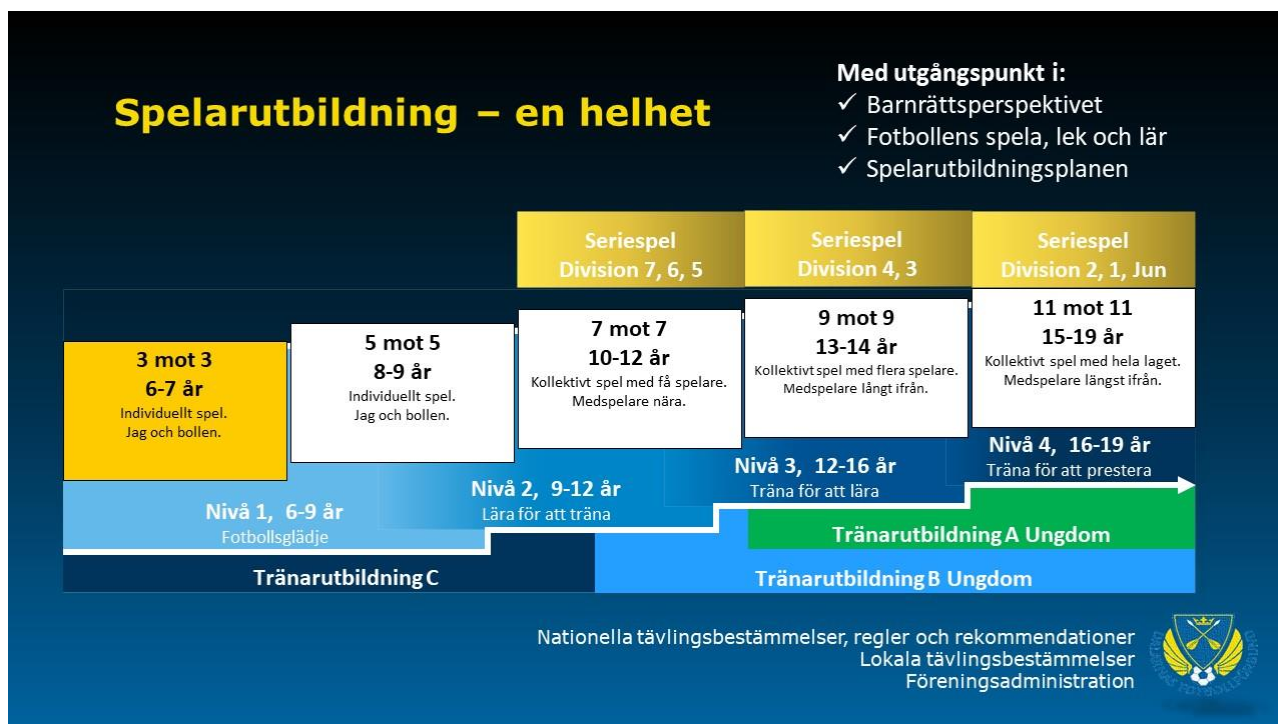 Spelarutbildning – en helhet
Med utgångspunkt i:
✓ Barnrättsperspektivet
✓ Fotbollens spela, lek och lär
✓ Spelarutbildningsplanen
Seriespel
Division 7, 6, 5
Seriespel
Division 4, 3
Seriespel
Division 2, 1, Jun
3 mot 3
6-7 år
Individuellt spel.
Jag och bollen.
5 mot 5
8-9 år
Individuellt spel.
Jag och bollen.
7 mot 7
10-12 år
Kollektivt spel med få spelare.
Medspelare nära.
9 mot 9
13-14 år
Kollektivt spel med flera spelare.
Medspelare långt ifrån.
11 mot 11
15-19 år
Kollektivt spel med hela laget.
Medspelare längst ifrån.
Nivå 1, 6-9 år
Fotbollsglädje
Nivå 2, 9-12 år
Lära för att träna
Nivå 3, 12-16 år
Träna för att lära
Nivå 4, 16-19 år
Träna för att prestera
Tränarutbildning A Ungdom
Tränarutbildning C
Tränarutbildning B Ungdom
Nationella tävlingsbestämmelser, regler och rekommendationer
Lokala tävlingsbestämmelser
Föreningsadministration
DALARNAS FOTBOLLFÖRBUND